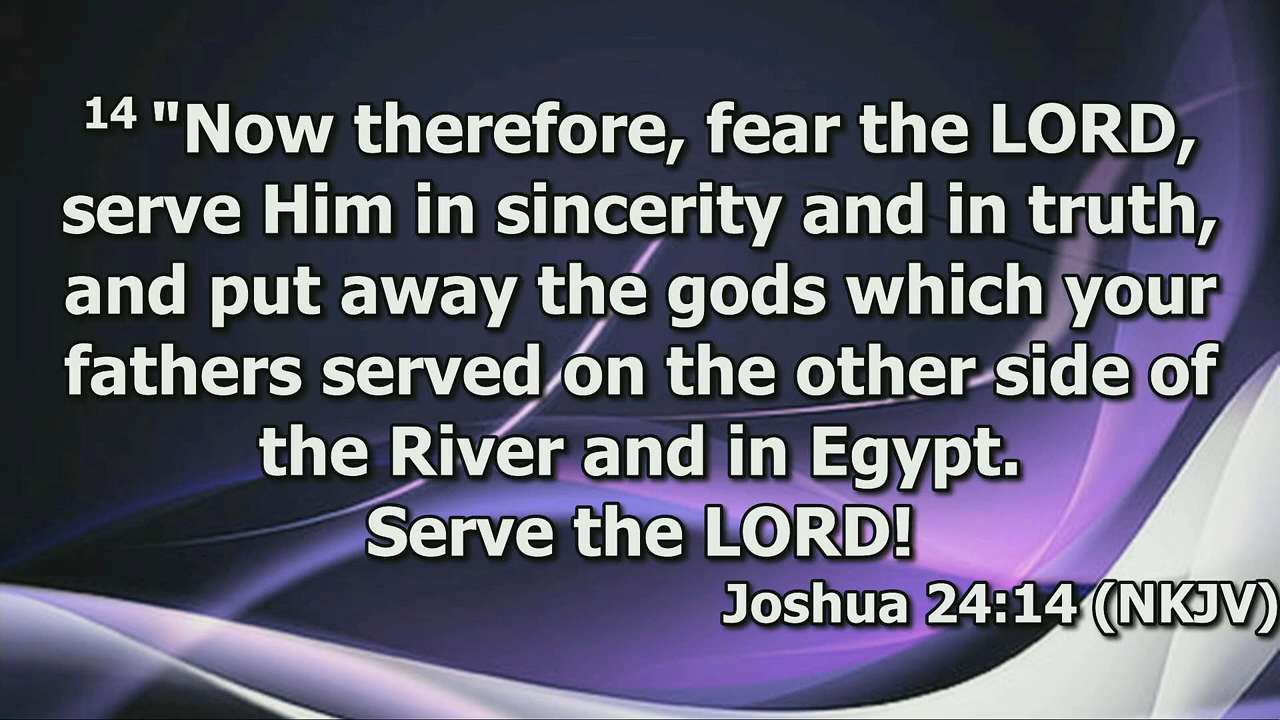 14 "Now therefore, fear the LORD,
serve Him in sincerity and in truth,
and put away the gods which your
fathers served on the other side of
the River and in Egypt.
Serve the LORD!
Joshua 24:14 (NKJV)